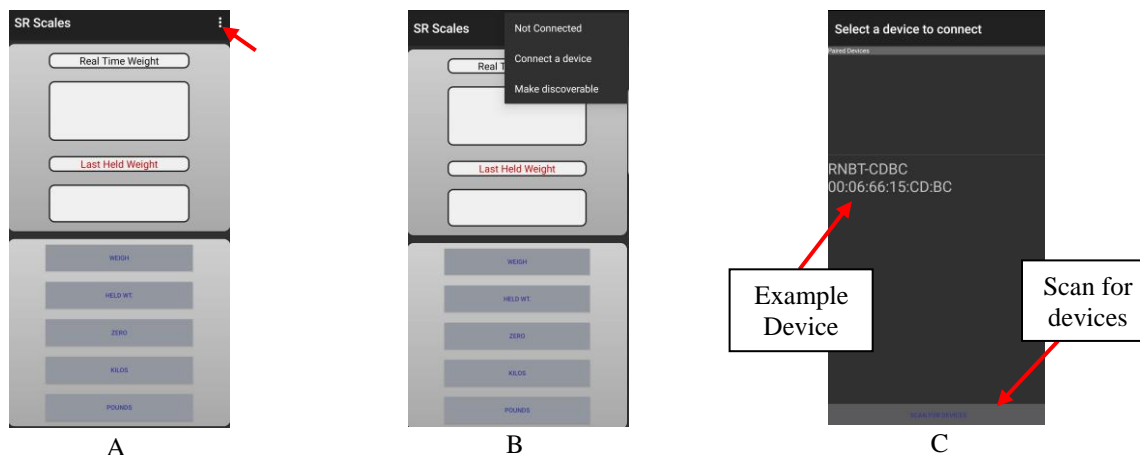 SR Scales
Real Time Weight
Last Held Weight
WEIGH
HELD WT.
ZERO
KILOS
POUNDS
A
SR Scales
Not Connected
Connect a device
Make discoverable
Real T
Last Held Weight
WEIGH
HELD WT.
ZERO
KILOS
POUNDS
B
Select a device to connect
Paired Devices
RNBT-CDBC
00:06:66:15:CD:BC
Example
Device
Scan for
devices
SCAN FOR DEVICES
C